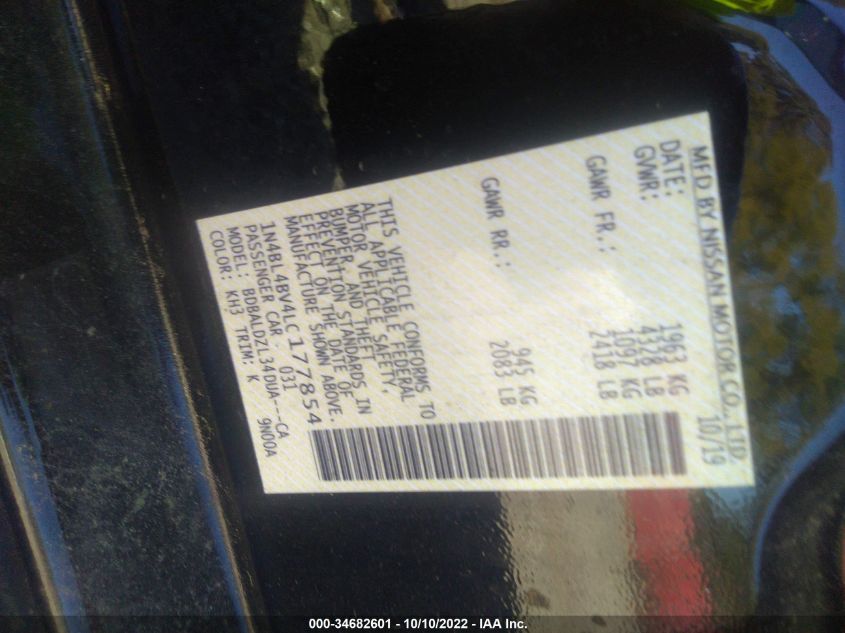 MFD BY NISSAN MOTOR CO., LTD
DATE: 10/19
GVWR: 1983 KG
4378 LB
GAWR FR.: 1097 KG
2418 LB
GAWR RR.: 945 KG
2083 LB
THIS VEHICLE CONFORMS TO
ALL APPLICABLE FEDERAL
MOTOR VEHICLE SAFETY,
BUMPER, AND THEFT
PREVENTION STANDARDS IN
EFFECT ON THE DATE OF
MANUFACTURE SHOWN ABOVE.
1N4BL4BV4LC177854
PASSENGER CAR - 031
MODEL: BDBALDZL34DUA---CA
COLOR: KH3 TRIM: K 9N00A
000-34682601 - 10/10/2022 - IAA Inc.